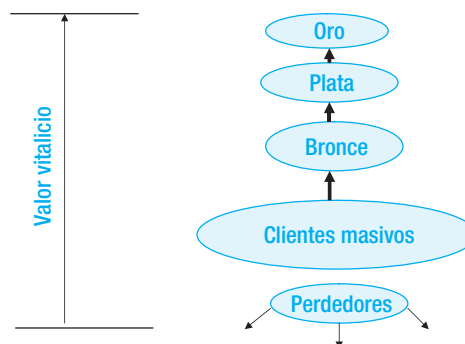 Oro
Plata
Bronce
Clientes masivos
Perdedores
Valor vitalicio